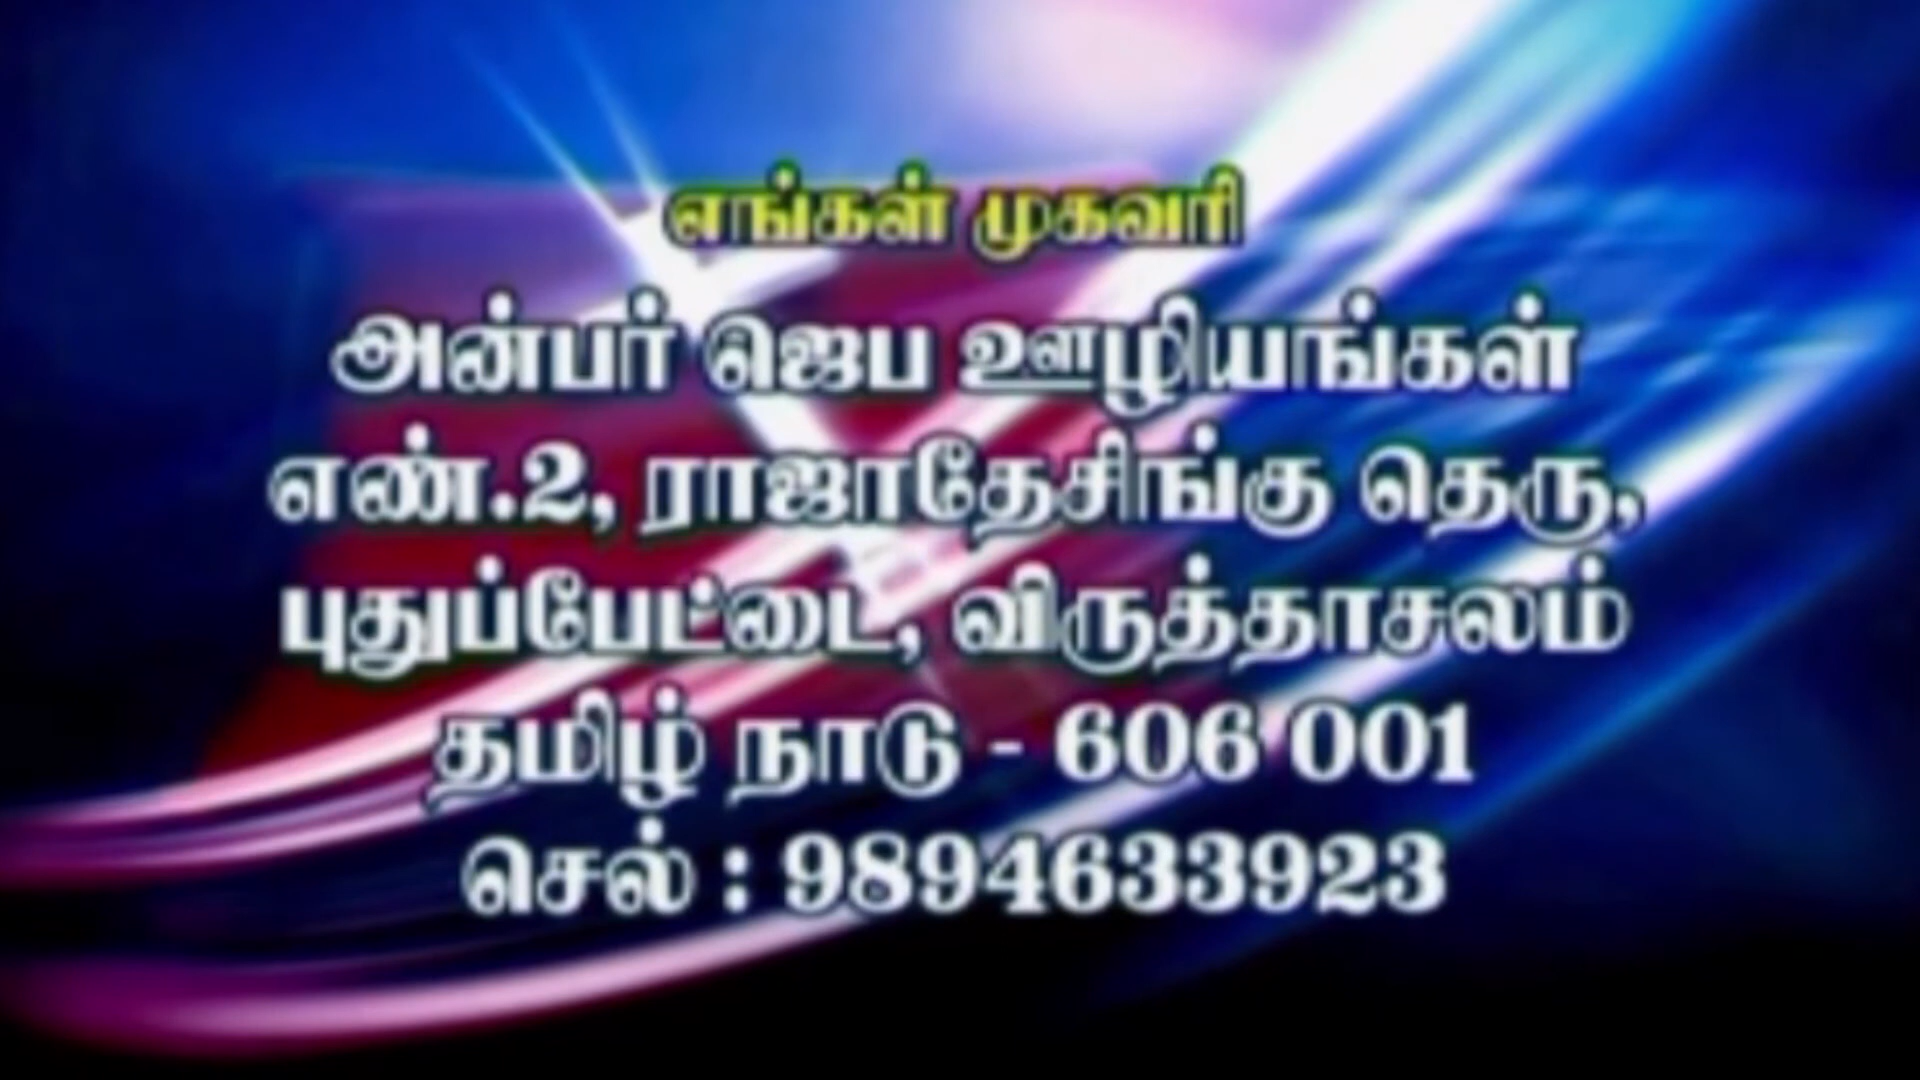 எங்கள் முகவரி
அன்பர் ஜெப ஊழியங்கள்
எண்.2, ராஜாதேசிங்கு தெரு,
புதுப்பேட்டை, விருத்தாசலம்
தமிழ் நாடு - 606 001
செல் : 9894633923